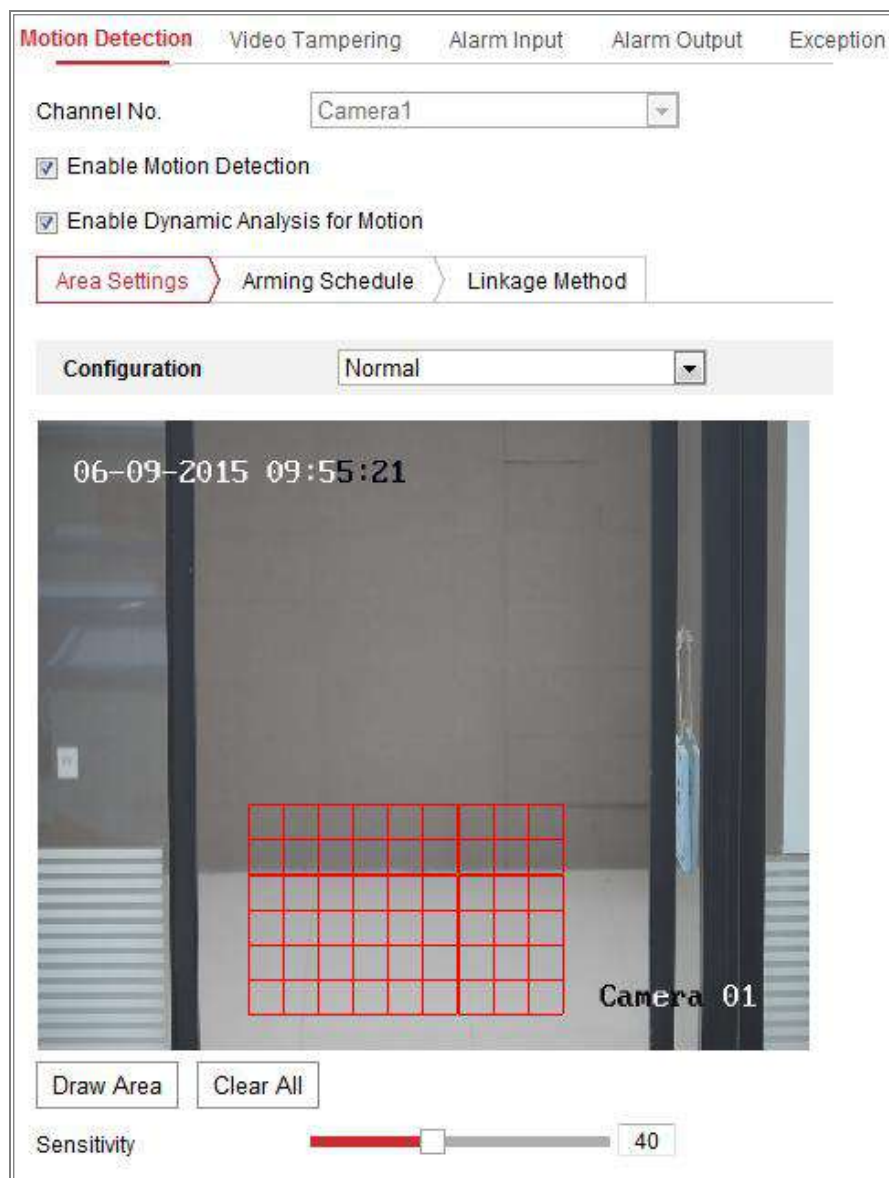 Motion Detection Video Tampering Alarm Input Alarm Output Exception
Channel No. Camera1
Enable Motion Detection
Enable Dynamic Analysis for Motion
Area Settings Arming Schedule Linkage Method
Configuration Normal
06-09-2015 09:55:21
Camera 01
Draw Area Clear All
Sensitivity 40